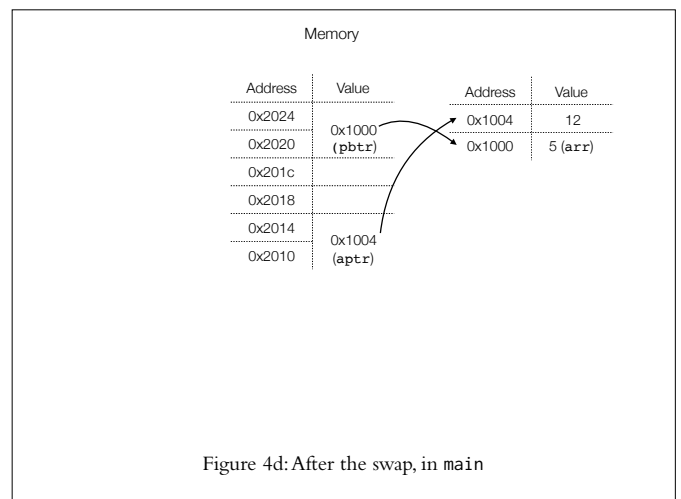 Memory
Address Value
0x2024
0x1000
(pbtr)
0x2020
0x201c
0x2018
0x2014
0x1004
(aptr)
0x2010
Address Value
0x1004 12
0x1000 5 (arr)
Figure 4d: After the swap, in main